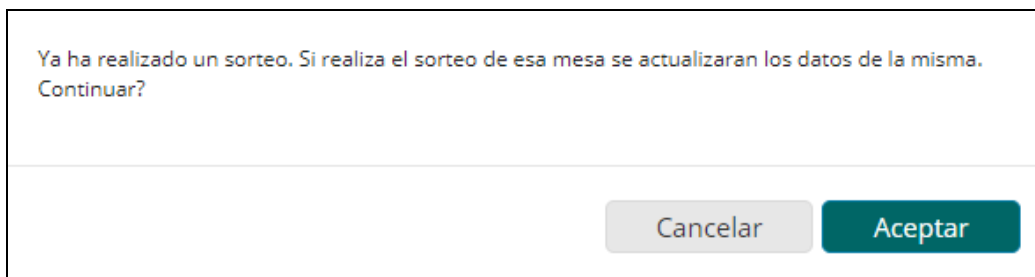 Ya ha realizado un sorteo. Si realiza el sorteo de esa mesa se actualizaran los datos de la misma.
Continuar?
Cancelar
Aceptar